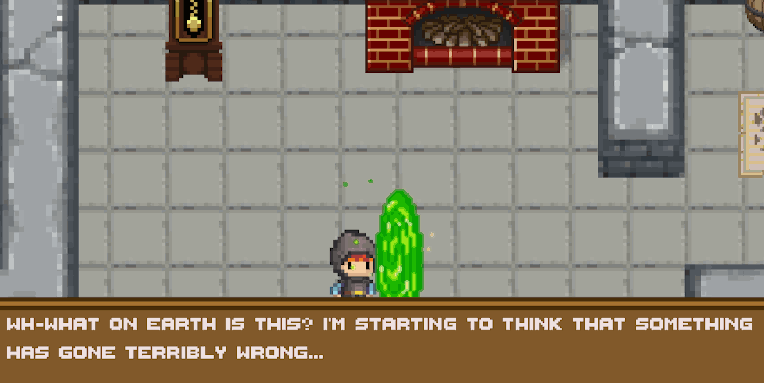 WH-WHAT ON EARTH IS THIS? I'M STARTING TO THINK THAT SOMETHING
HAS GONE TERRIBLY WRONG...